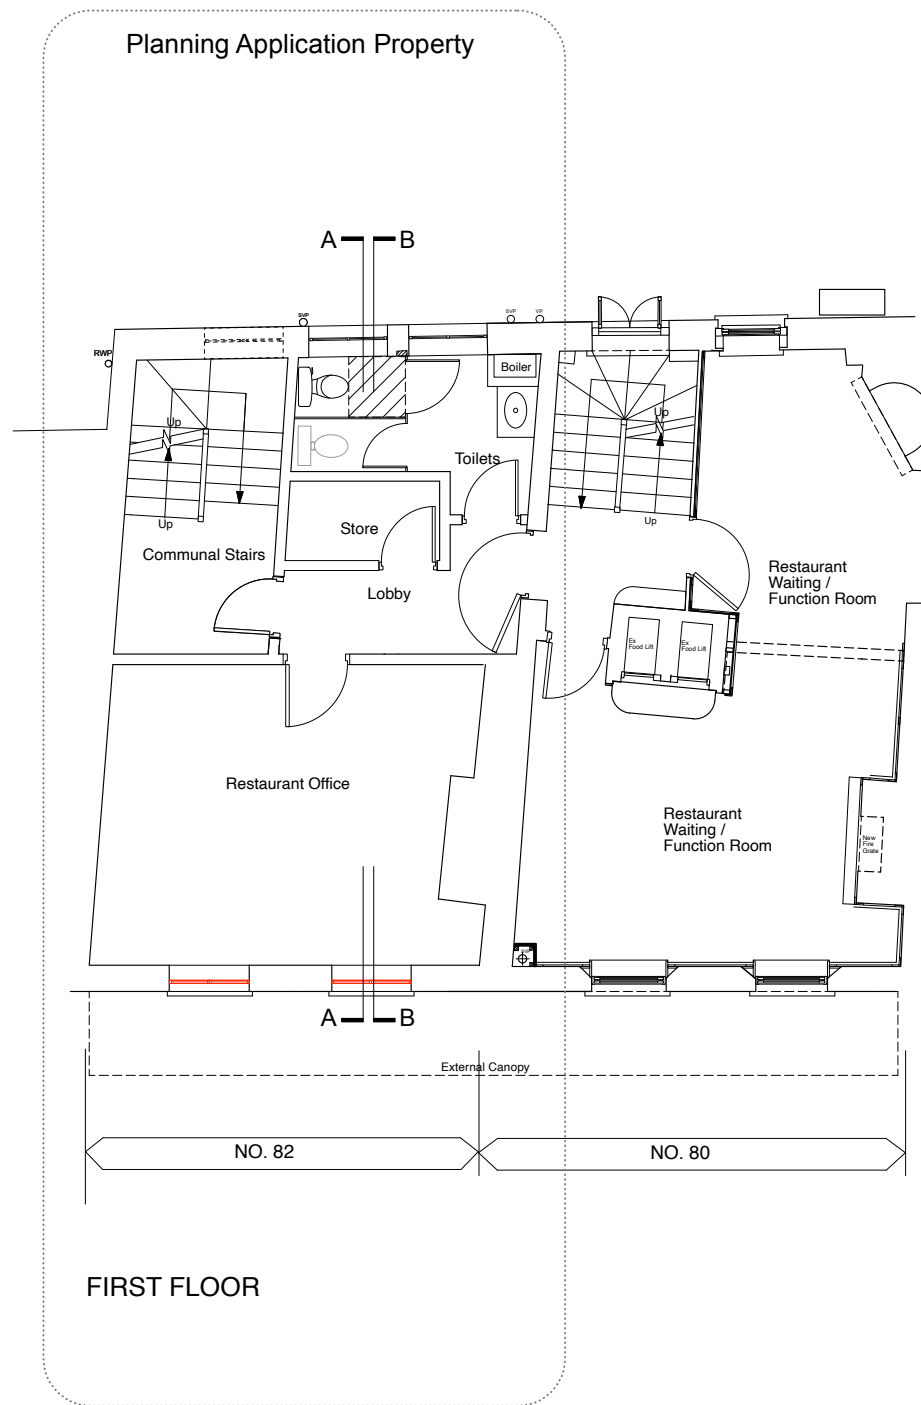 Planning Application Property
A B
SVP
SVP
VP
RWP
Boiler
Up
Up
Toilets
Up
Up
Store
Communal Stairs
Lobby
Restaurant
Waiting /
Function Room
Ex
Food Lift
Ex
Food Lift
Restaurant Office
Restaurant
Waiting /
Function Room
New
Fire
Grate
A B
External Canopy
NO. 82
NO. 80
FIRST FLOOR